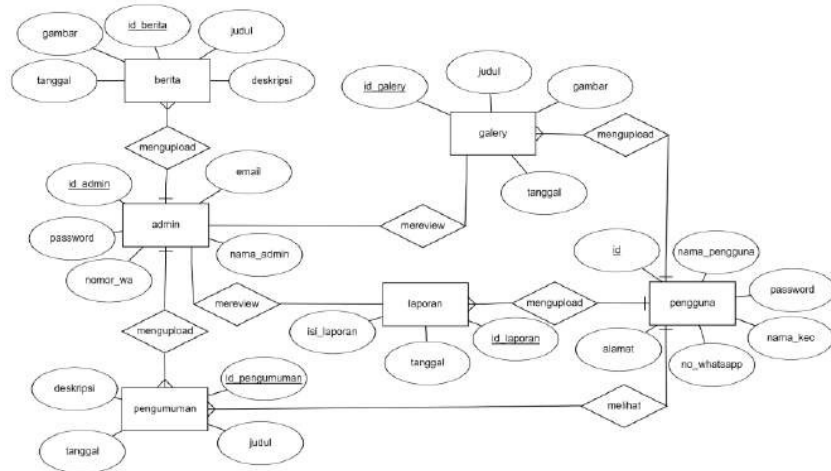 id_berita
gambar
judul
tanggal
berita
deskripsi
judul
id_galery
gambar
galery
mengupload
mengupload
tanggal
email
id_admin
admin
mereview
password
nama_admin
nomor_wa
id
nama_pengguna
password
pengguna
nama_kec
alamat
no_whatsapp
mereview
laporan
mengupload
isi_laporan
id_laporan
tanggal
mengupload
id_pengumuman
deskripsi
pengumuman
melihat
tanggal
judul